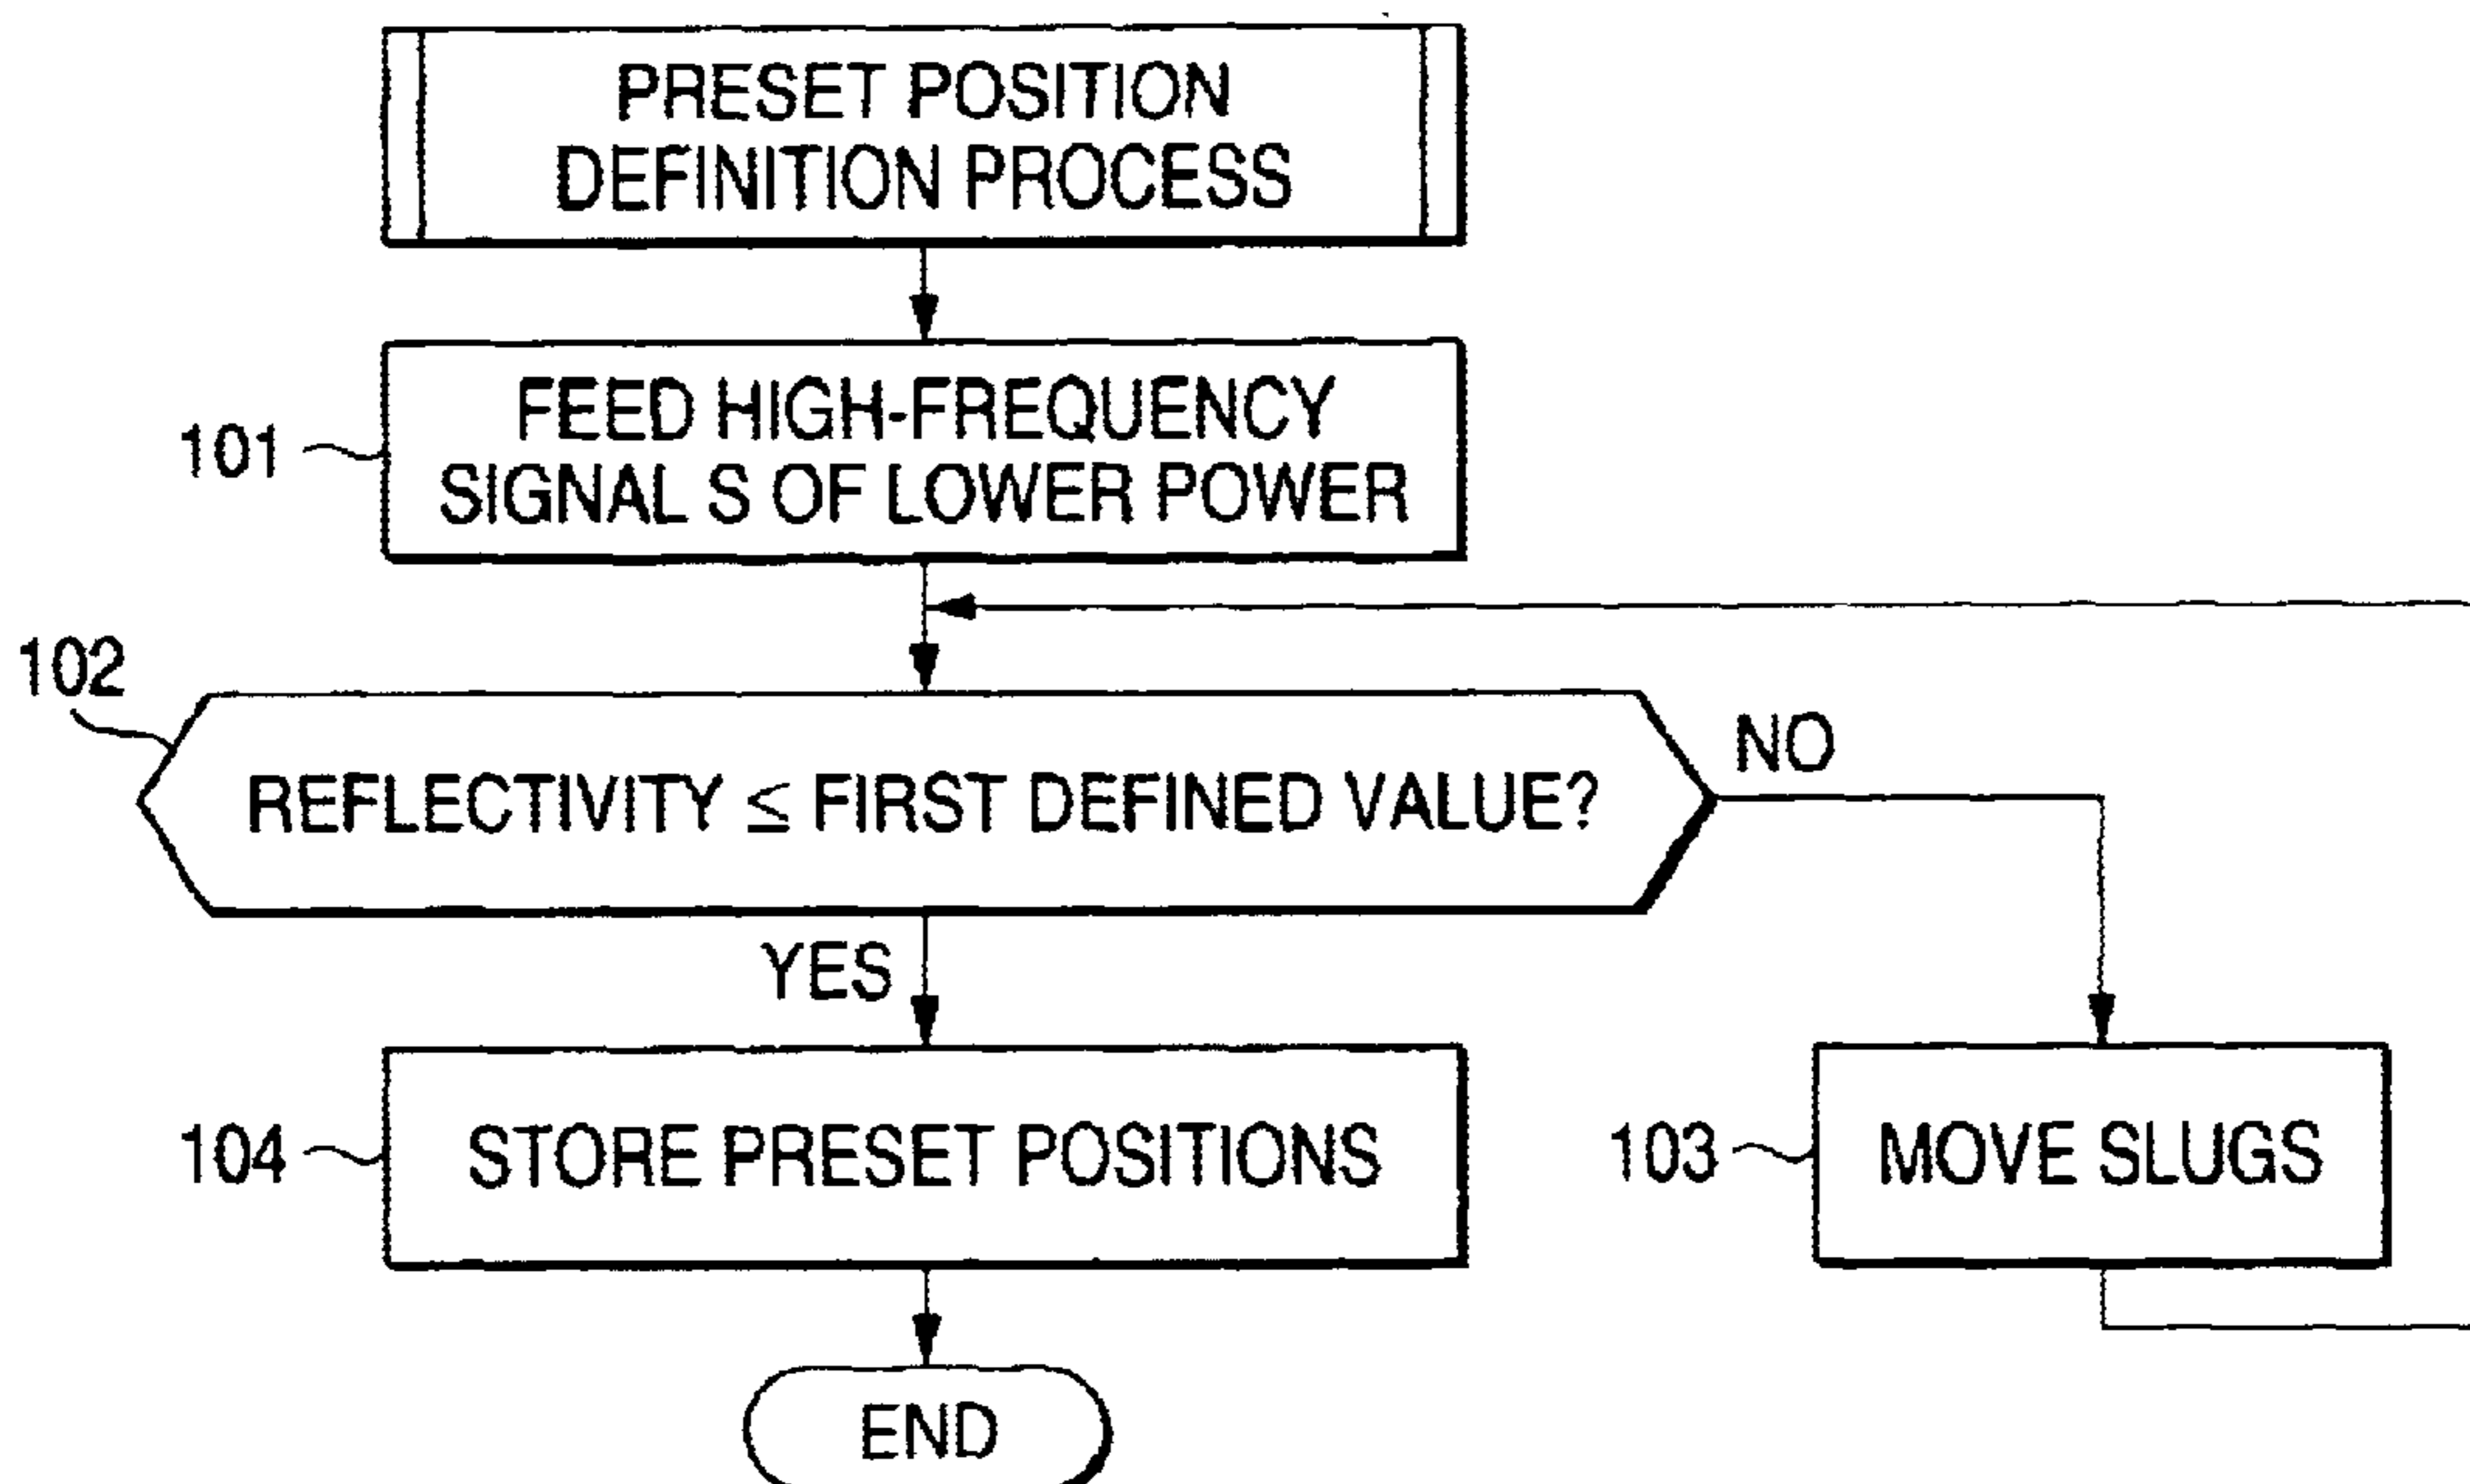 PRESET POSITION
DEFINITION PROCESS
101
FEED HIGH-FREQUENCY
SIGNAL S OF LOWER POWER
102
REFLECTIVITY ≤ FIRST DEFINED VALUE?
NO
YES
104
STORE PRESET POSITIONS
103
MOVE SLUGS
END